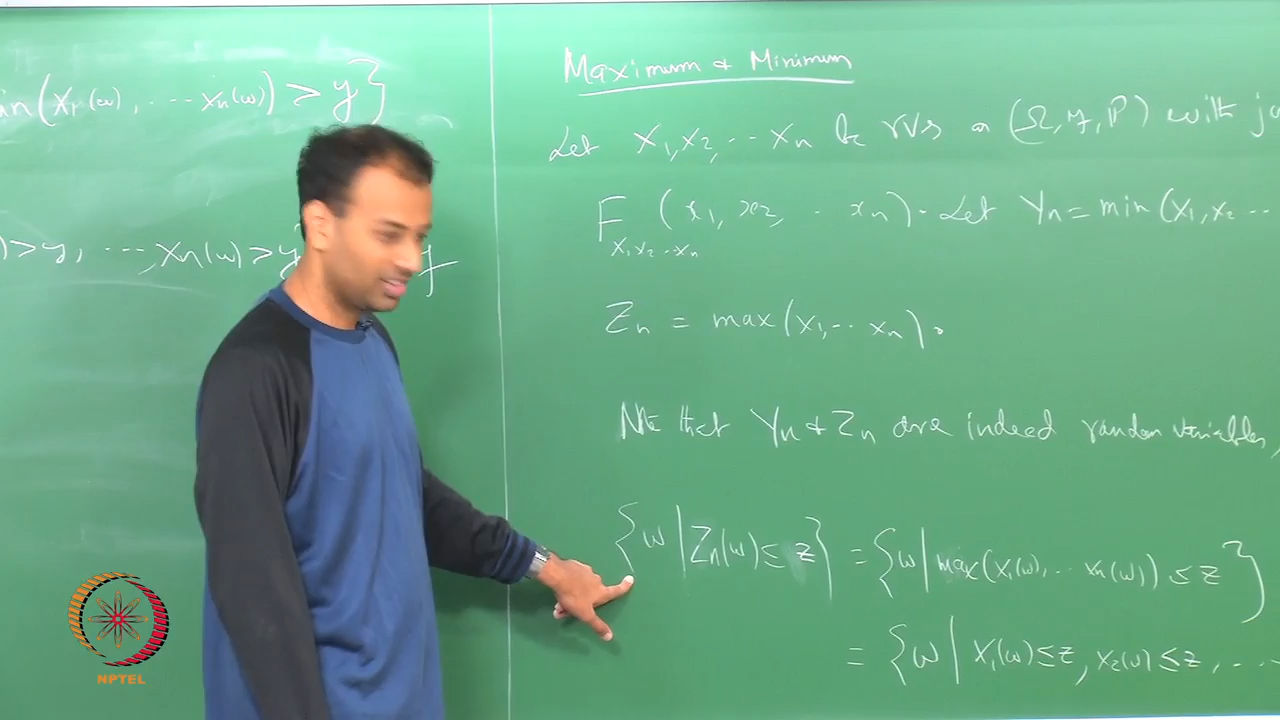 in(X₁(ω), ... Xₙ(ω)) > y}
) > y, ..., Xₙ(ω) > y}
Maximum & Minimum
Let X₁, X₂, ... Xₙ be rvs on (Ω, ℱ, ℙ) with jo
F_{X₁X₂...Xₙ}(x₁, x₂, .. xₙ). Let Yₙ = min(X₁, X₂ ...
Zₙ = max(X₁, ... Xₙ).
Note that Yₙ & Zₙ are indeed random variables,
{ω | Zₙ(ω) ≤ z} = {ω | max(X₁(ω), ... Xₙ(ω)) ≤ z}
= {ω | X₁(ω) ≤ z, X₂(ω) ≤ z, ...
NPTEL